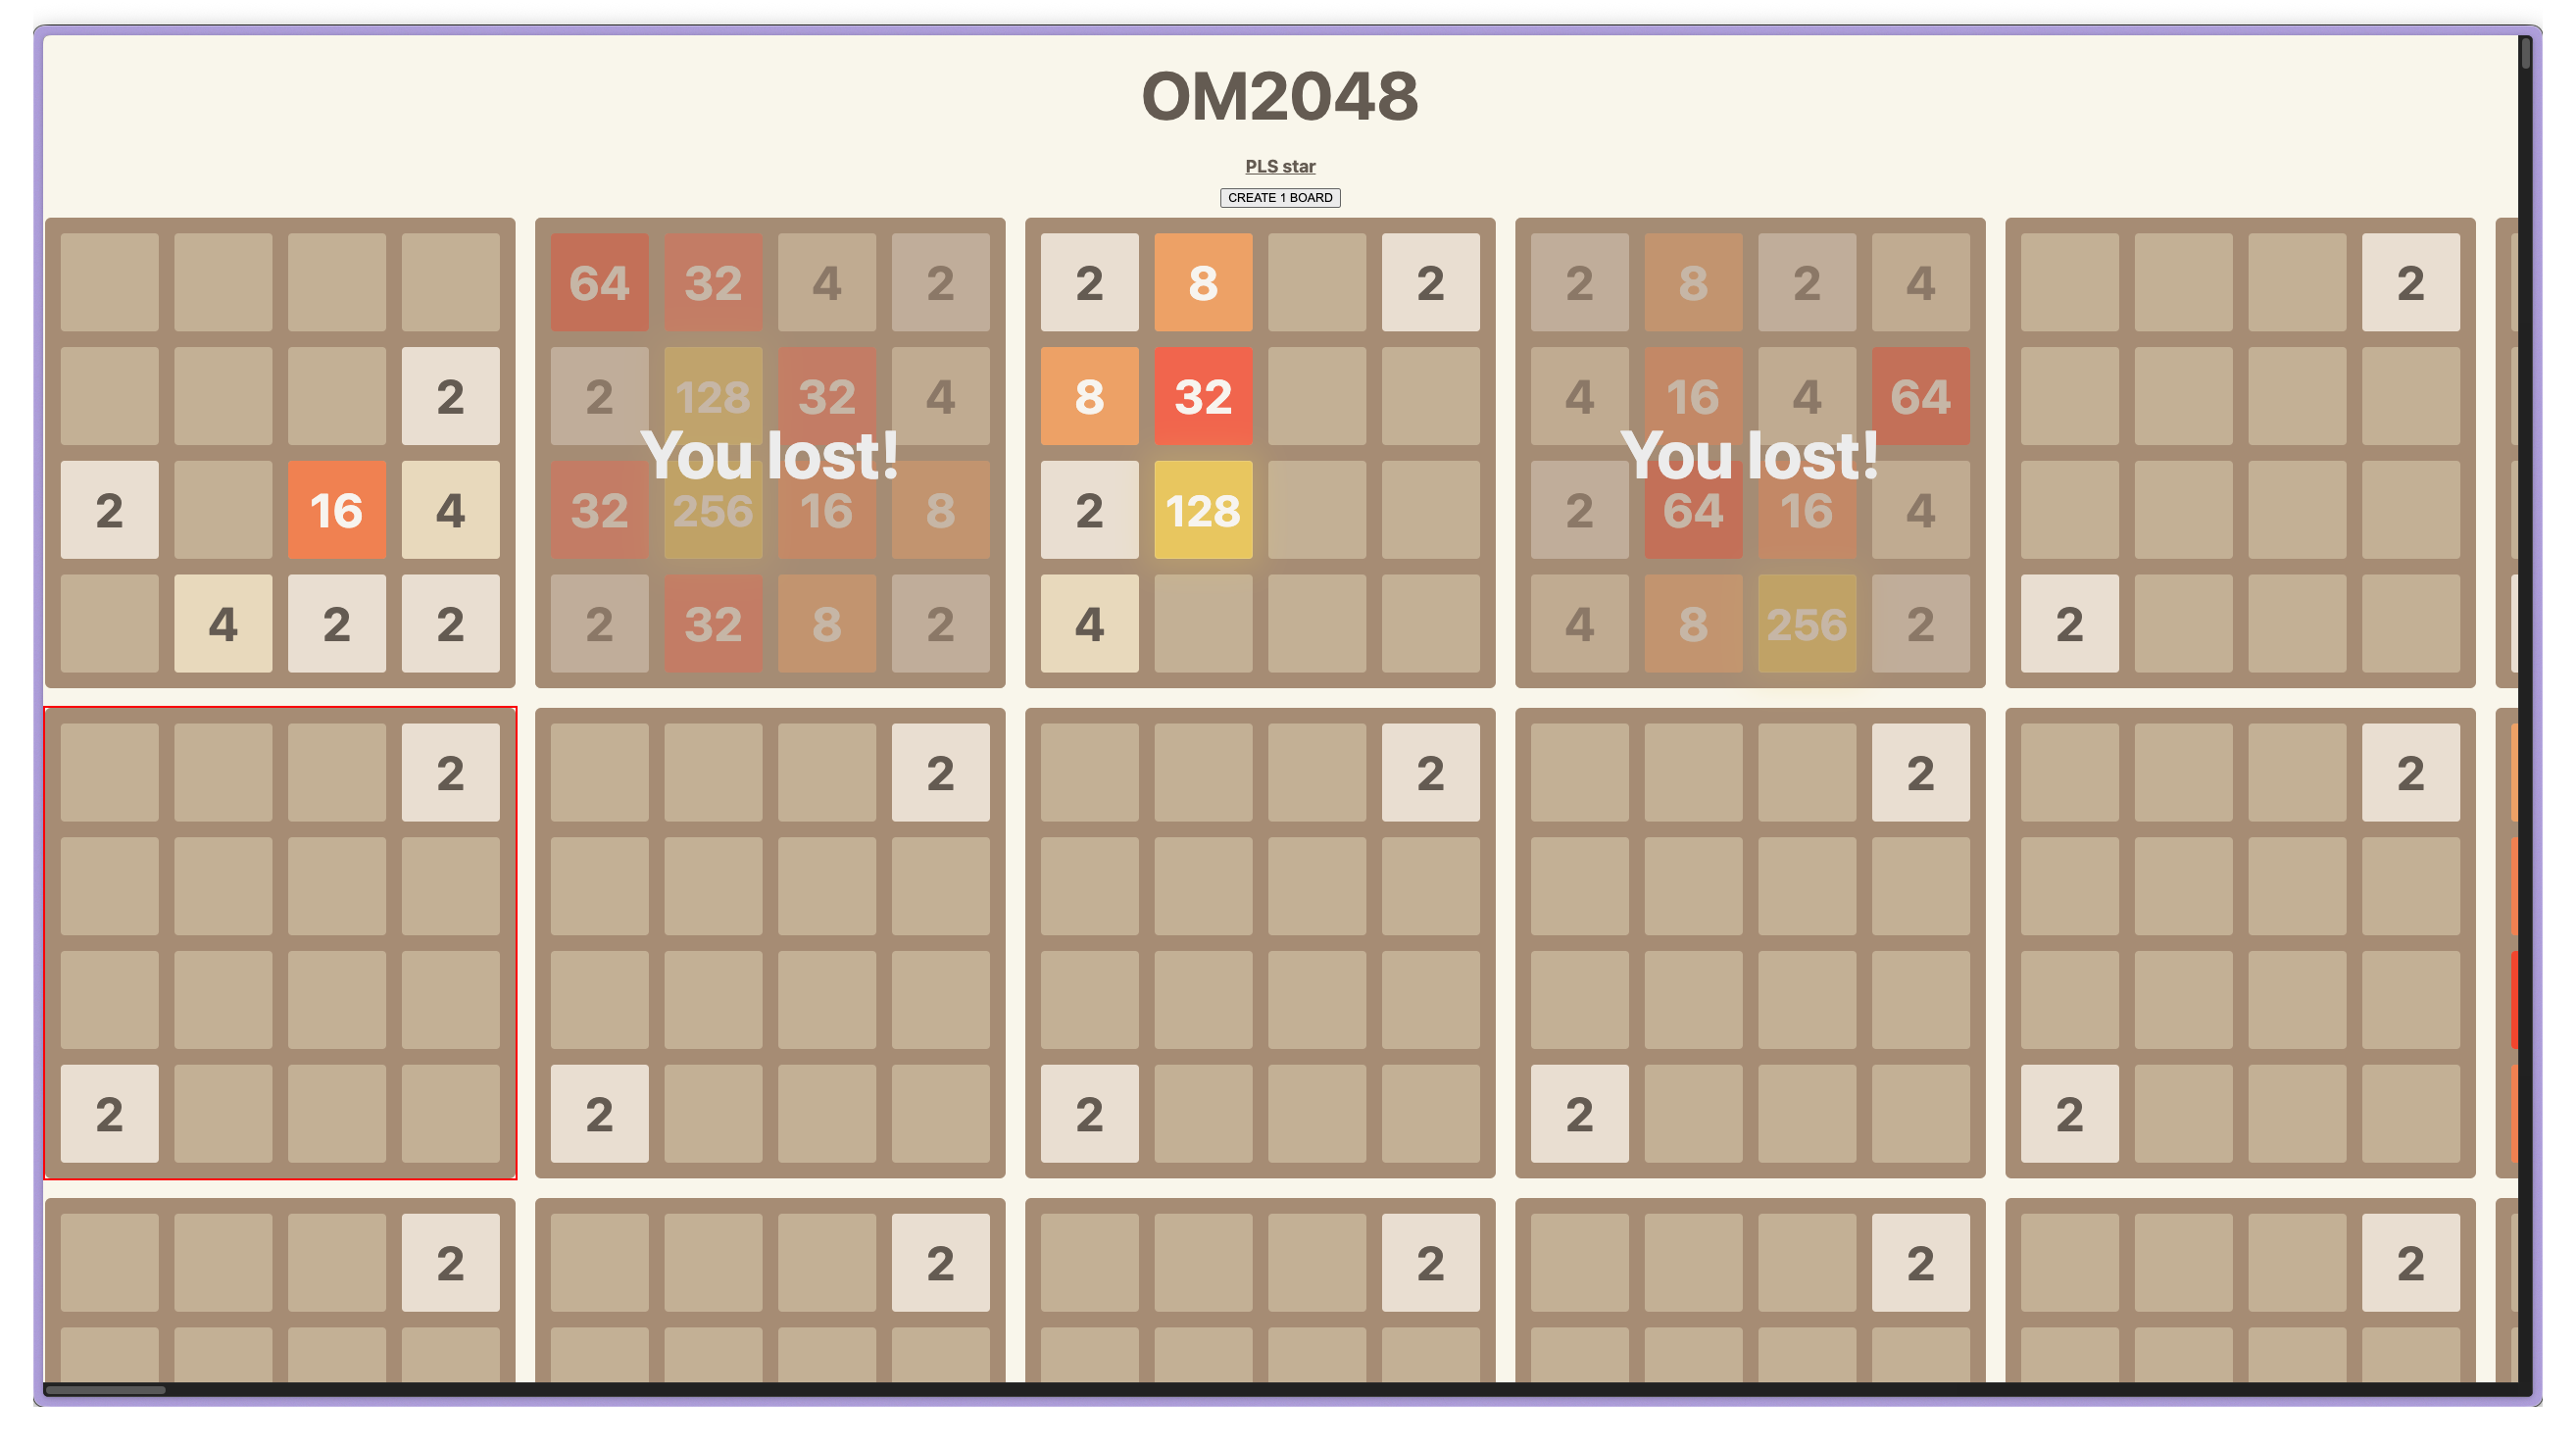 OM2048
PLS star
CREATE 1 BOARD
64 32 4 2 2 8 2 2 8 2 4 2
2 2 128 32 4 8 32 4 16 4 64
You lost! You lost!
2 16 4 32 256 16 8 2 128 2 64 16 4
4 2 2 2 32 8 2 4 4 8 256 2 2
2 2 2 2 2
2 2 2 2 2
2 2 2 2 2